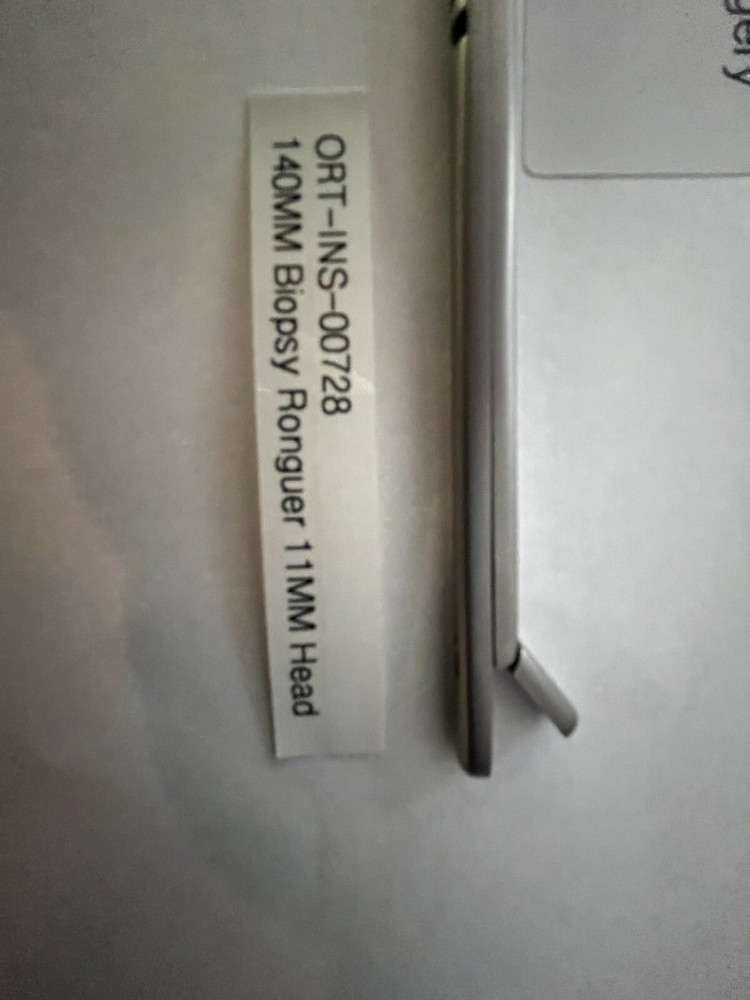 ORT-INS-00728
140MM Biopsy Ronguer 11MM Head